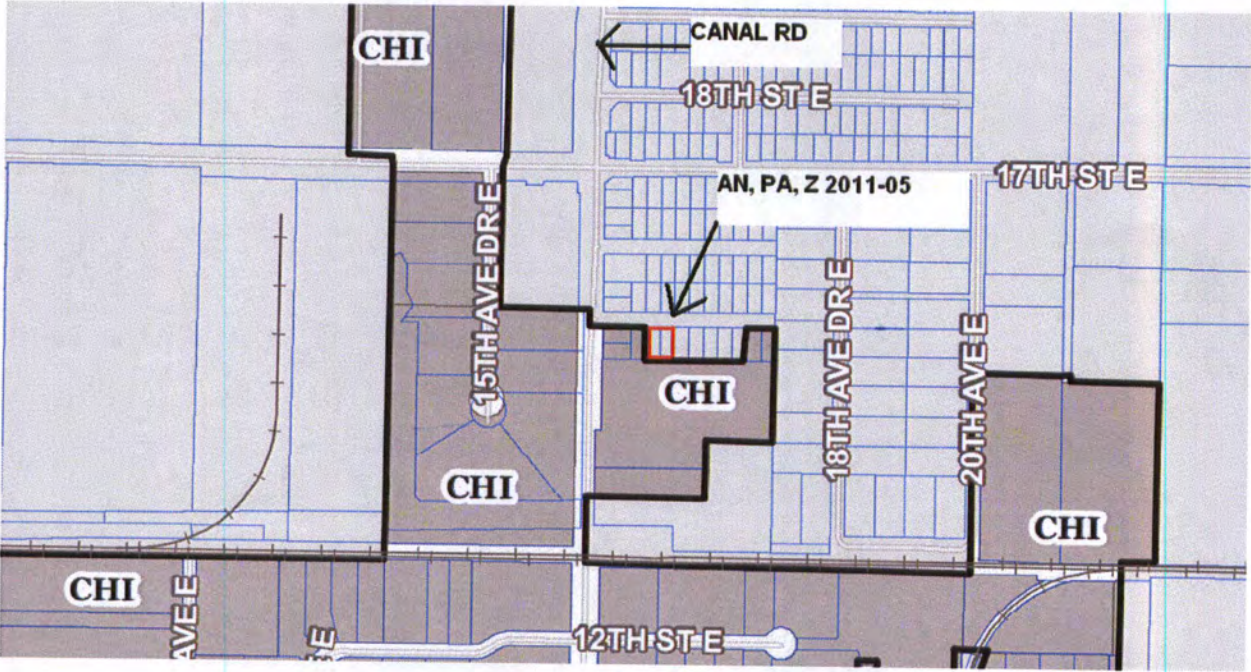 CANAL RD
CHI
18TH ST E
17TH ST E
AN, PA, Z 2011-05
15TH AVE DR E
18TH AVE DR E
20TH AVE E
CHI
CHI
CHI
CHI
AVE E
E
12TH ST E